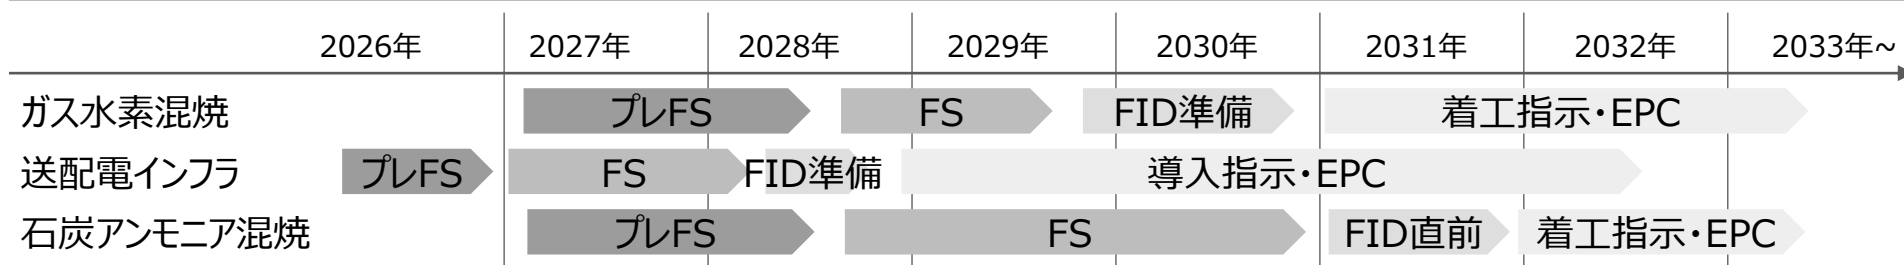 2026年 2027年 2028年 2029年 2030年 2031年 2032年 2033年~
ガス水素混焼 プレFS FS FID準備 着工指示・EPC
送配電インフラ プレFS FS FID準備 導入指示・EPC
石炭アンモニア混焼 プレFS FS FID直前 着工指示・EPC